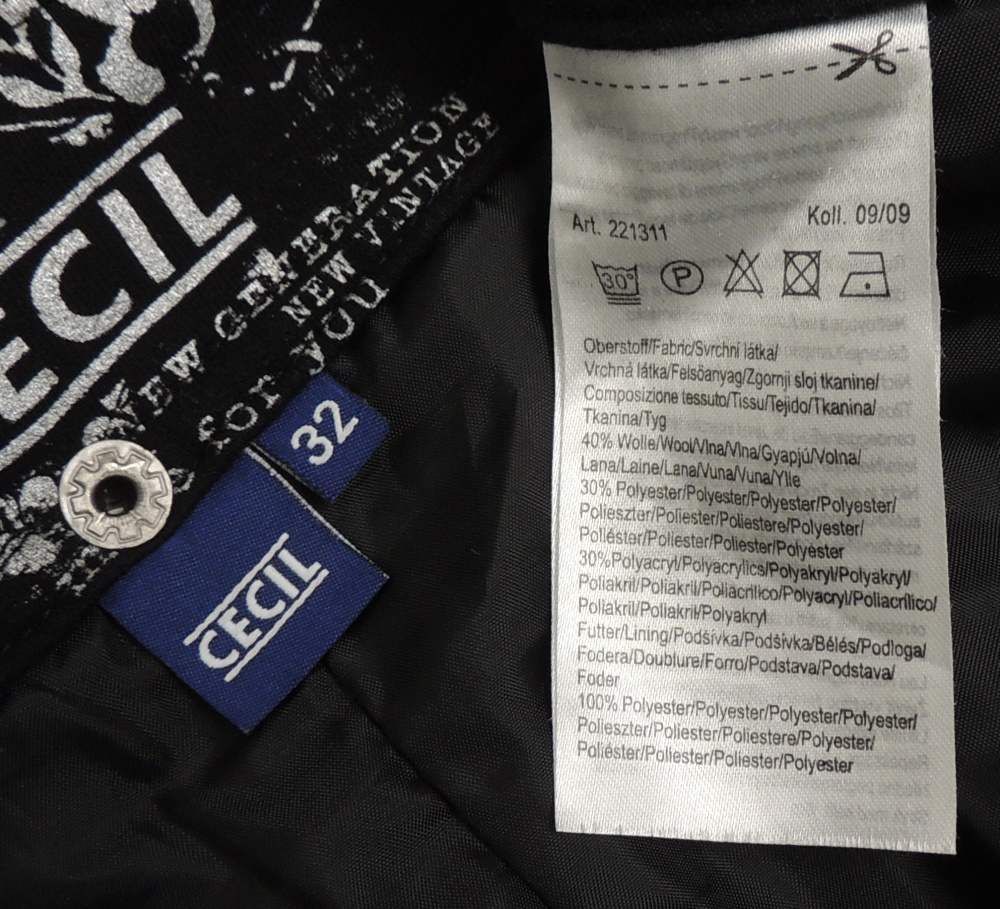 CECIL
NEW GENERATION
NEW VINTAGE
for you
32
CECIL
Art. 221311
Koll. 09/09
30°
P
Oberstoff/Fabric/Svrchní látka/
Vrchná látka/Felsöanyag/Zgornji sloj tkanine/
Composizione tessuto/Tissu/Tejido/Tkanina/
Tkanina/Tyg
40% Wolle/Wool/Vlna/Vlna/Gyapjú/Volna/
Lana/Laine/Lana/Vuna/Vuna/Ylle
30% Polyester/Polyester/Polyester/Polyester/
Polieszter/Poliester/Poliestere/Polyester/
Poliéster/Poliester/Poliester/Polyester
30%Polyacryl/Polyacrylics/Polyakryl/Polyakryl/
Poliakril/Poliakril/Poliacrilico/Polyacryl/Poliacrílico/
Poliakril/Poliakril/Polyakryl
Futter/Lining/Podšívka/Podšívka/Bélés/Podloga/
Fodera/Doublure/Forro/Podstava/Podstava/
Foder
100% Polyester/Polyester/Polyester/Polyester/
Polieszter/Poliester/Poliestere/Polyester/
Poliéster/Poliester/Poliester/Polyester